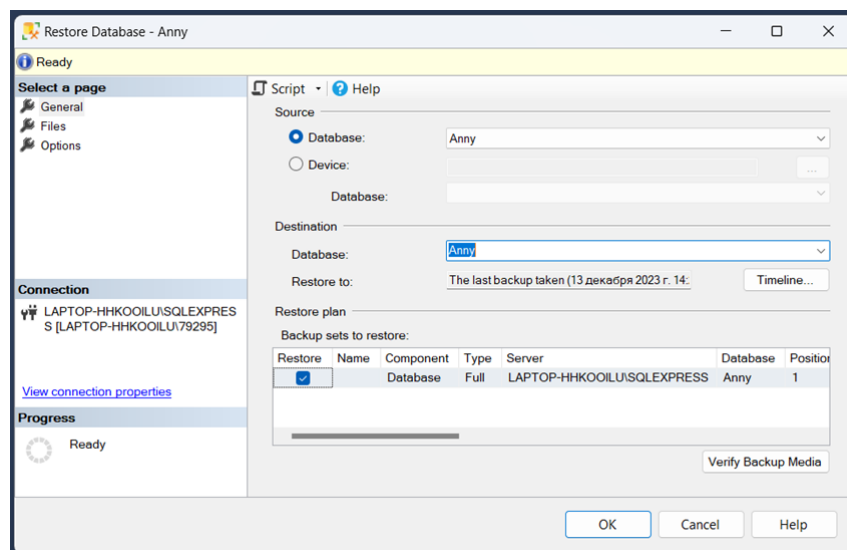 Restore Database - Anny
Ready
Select a page
General
Files
Options
Script
Help
Source
Database:
Anny
Device:
...
Database:
Destination
Database:
Anny
Restore to:
The last backup taken (13 декабря 2023 г. 14:
Timeline...
Restore plan
Backup sets to restore:
Restore Name Component Type Server Database Position
Database Full LAPTOP-HHKOOILU\SQLEXPRESS Anny 1
Verify Backup Media
Connection
LAPTOP-HHKOOILU\SQLEXPRES
S [LAPTOP-HHKOOILU\79295]
View connection properties
Progress
Ready
OK Cancel Help